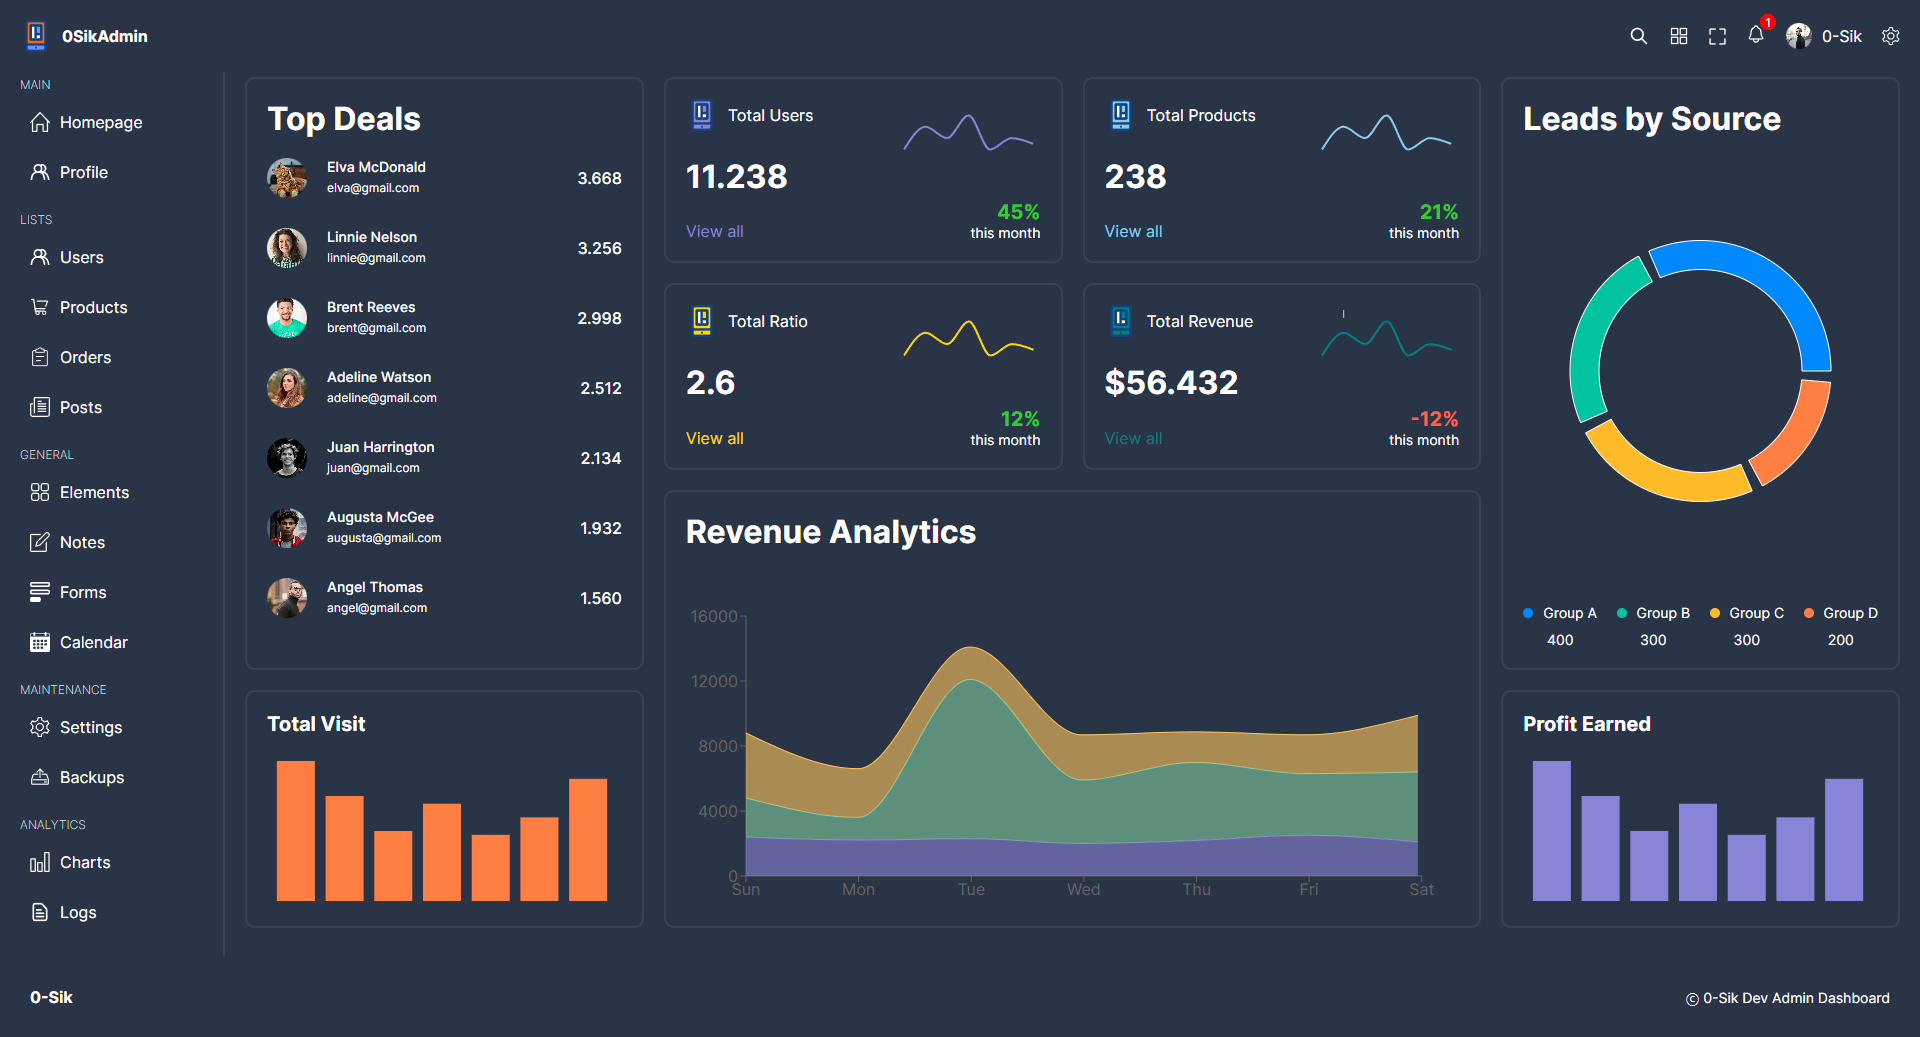 0SikAdmin
1
0-Sik
MAIN
Homepage
Profile
LISTS
Users
Products
Orders
Posts
GENERAL
Elements
Notes
Forms
Calendar
MAINTENANCE
Settings
Backups
ANALYTICS
Charts
Logs
Top Deals
Elva McDonald
elva@gmail.com
3.668
Linnie Nelson
linnie@gmail.com
3.256
Brent Reeves
brent@gmail.com
2.998
Adeline Watson
adeline@gmail.com
2.512
Juan Harrington
juan@gmail.com
2.134
Augusta McGee
augusta@gmail.com
1.932
Angel Thomas
angel@gmail.com
1.560
Total Visit
Total Users
11.238
View all
45%
this month
Total Products
238
View all
21%
this month
Total Ratio
2.6
View all
12%
this month
Total Revenue
$56.432
View all
-12%
this month
Revenue Analytics
16000
12000
8000
4000
0
Sun Mon Tue Wed Thu Fri Sat
Leads by Source
Group A Group B Group C Group D
400 300 300 200
Profit Earned
0-Sik
© 0-Sik Dev Admin Dashboard